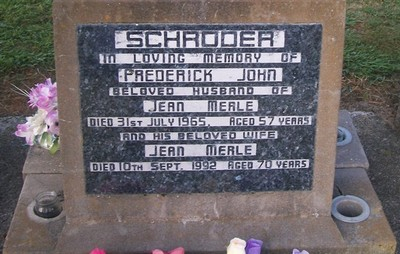 SCHRODER
IN LOVING MEMORY OF
FREDERICK JOHN
BELOVED HUSBAND OF
JEAN MERLE
DIED 31ST JULY 1965, AGED 57 YEARS
AND HIS BELOVED WIFE
JEAN MERLE
DIED 10TH SEPT. 1992 AGED 70 YEARS